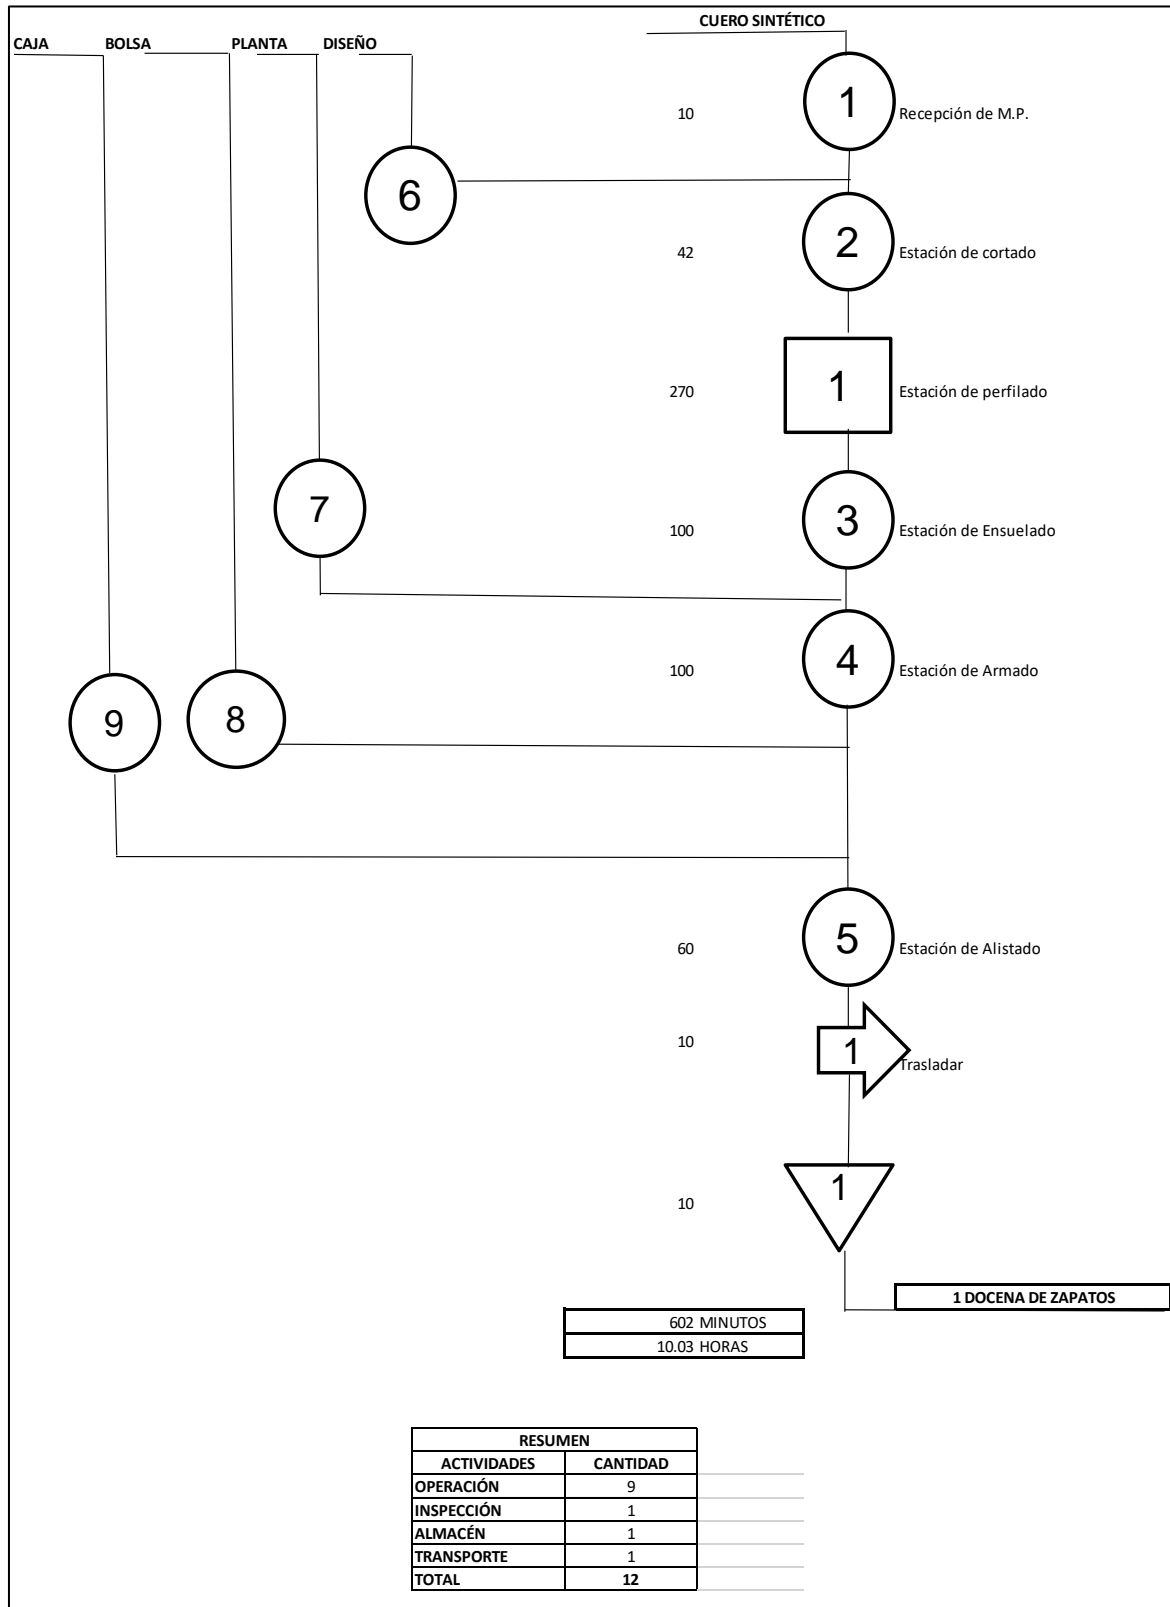 CUERO SINTÉTICO
CAJA BOLSA PLANTA DISEÑO
1
10 Recepción de M.P.
6
2
42 Estación de cortado
1
270 Estación de perfilado
7
3
100 Estación de Ensuelado
4
100 Estación de Armado
9 8
5
60 Estación de Alistado
10
1
Trasladar
1
10
1 DOCENA DE ZAPATOS
602 MINUTOS
10.03 HORAS
RESUMEN
ACTIVIDADES CANTIDAD
OPERACIÓN 9
INSPECCIÓN 1
ALMACÉN 1
TRANSPORTE 1
TOTAL 12